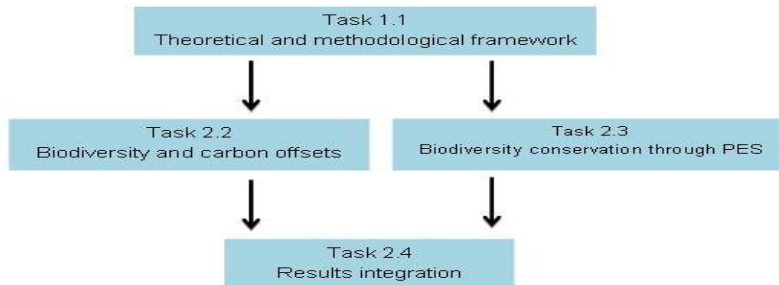 Task 1.1
Theoretical and methodological framework
Task 2.2
Biodiversity and carbon offsets
Task 2.3
Biodiversity conservation through PES
Task 2.4
Results integration